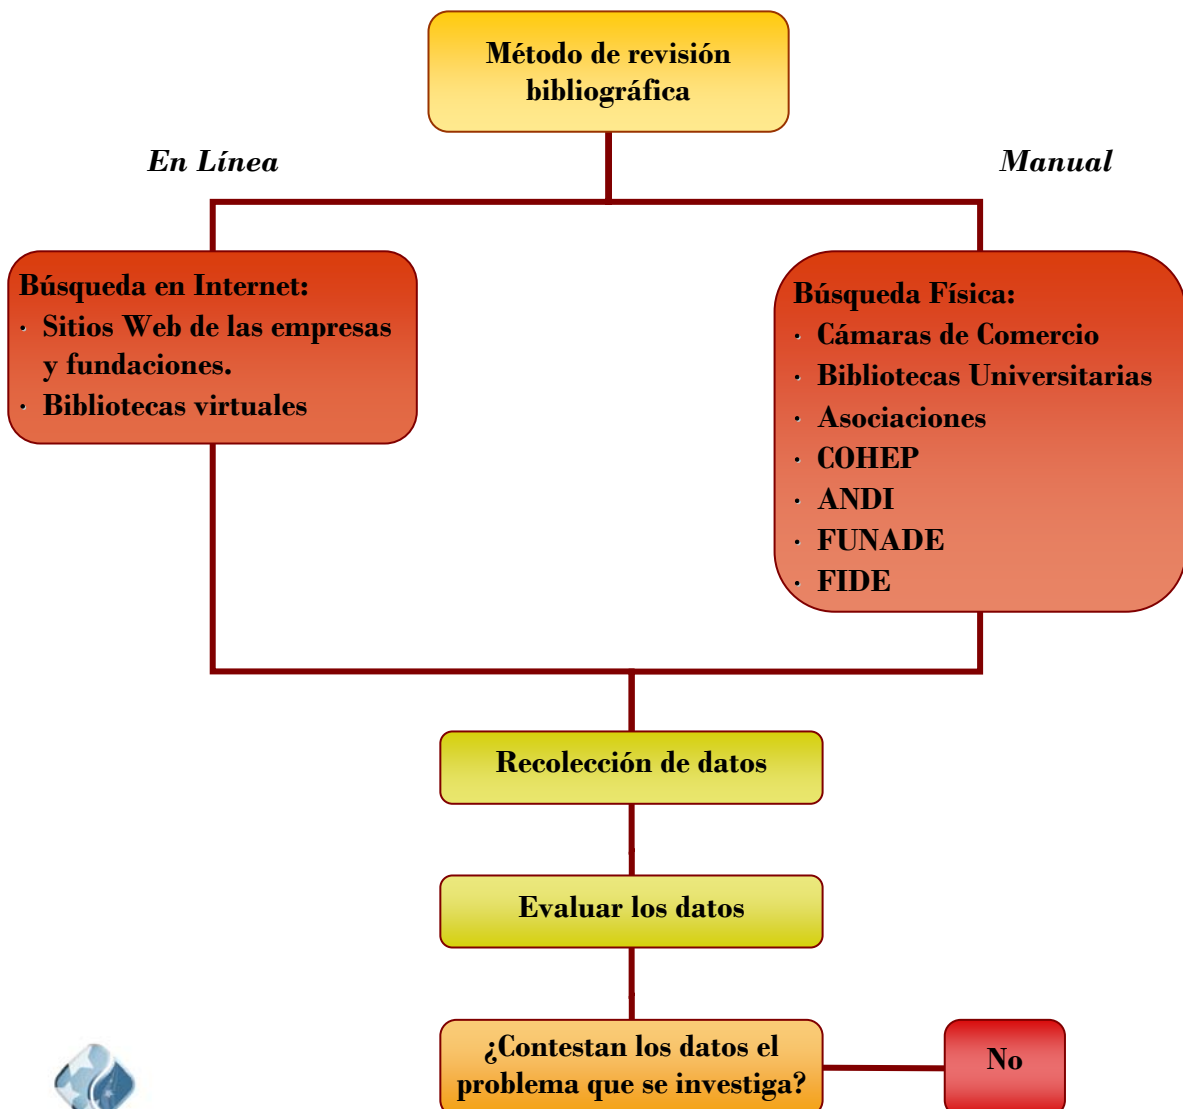 Método de revisión
bibliográfica
En Línea
Manual
Búsqueda en Internet:
· Sitios Web de las empresas
y fundaciones.
· Bibliotecas virtuales
Búsqueda Física:
· Cámaras de Comercio
· Bibliotecas Universitarias
· Asociaciones
· COHEP
· ANDI
· FUNADE
· FIDE
Recolección de datos
Evaluar los datos
¿Contestan los datos el
problema que se investiga?
No